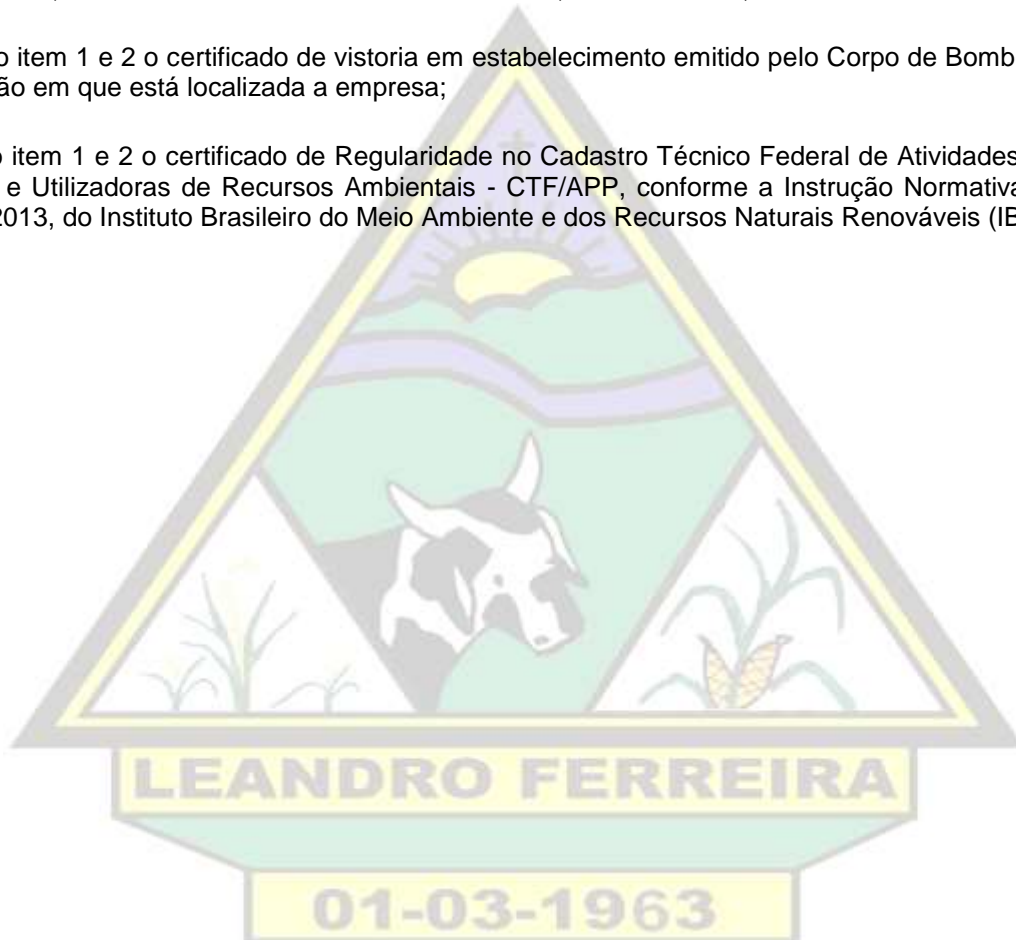 o item 1 e 2 o certificado de vistoria em estabelecimento emitido pelo Corpo de Bomb
ão em que está localizada a empresa;
o item 1 e 2 o certificado de Regularidade no Cadastro Técnico Federal de Atividades
e Utilizadoras de Recursos Ambientais - CTF/APP, conforme a Instrução Normativa
2013, do Instituto Brasileiro do Meio Ambiente e dos Recursos Naturais Renováveis (IB
LEANDRO FERREIRA
01-03-1963